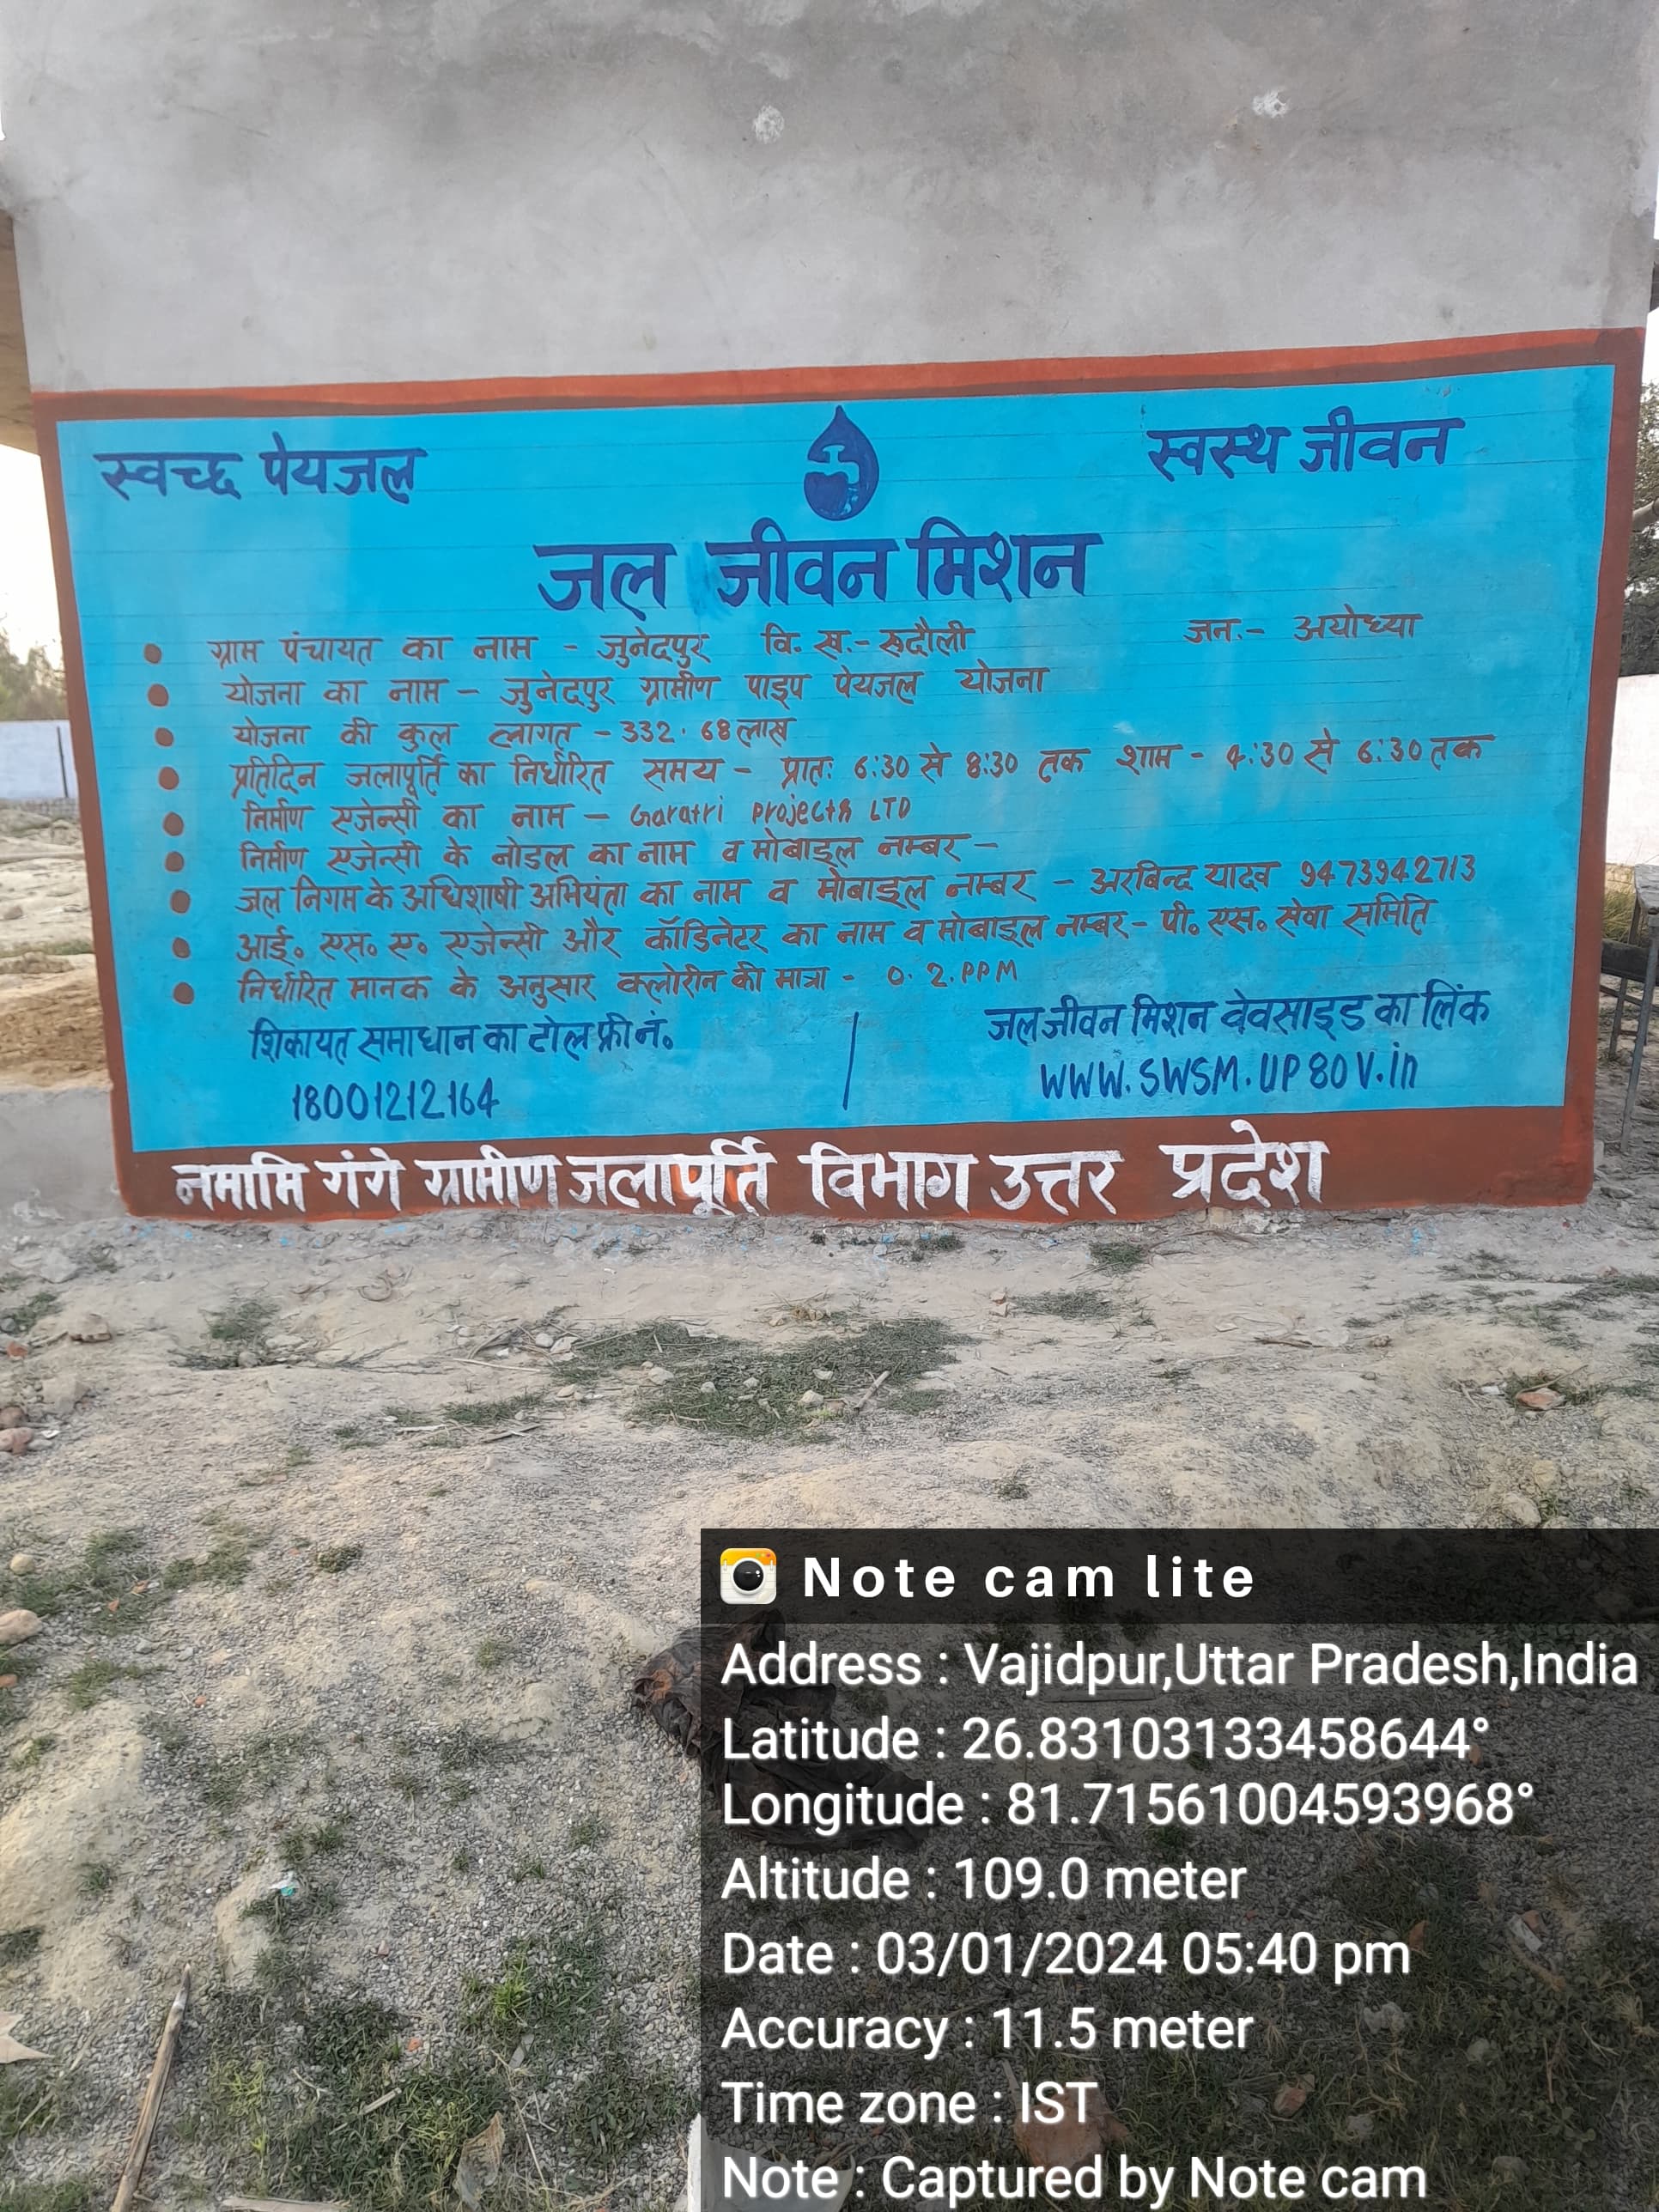 स्वच्छ पेयजल
स्वस्थ जीवन
जल जीवन मिशन
ग्राम पंचायत का नाम - जुनेदपुर वि. ख.- रूदौली जन.- अयोध्या
योजना का नाम - जुनेदपुर ग्रामीण पाइप पेयजल योजना
योजना की कुल लागत - 332.68 लाख
प्रतिदिन जलापूर्ति का निर्धारित समय - प्रातः 6:30 से 8:30 तक शाम - 4:30 से 6:30 तक
निर्माण एजेन्सी का नाम - Projects LTD
निर्माण एजेन्सी के नोडल का नाम व मोबाइल नम्बर -
जल निगम के अधिशाषी अभियंता का नाम व मोबाइल नम्बर - अरबिन्द यादव 9473942713
आई. एस. ए. एजेन्सी और कॉडिनेटर का नाम व मोबाइल नम्बर - पी. एस. सेवा समिति
निर्धारित मानक के अनुसार क्लोरीन की मात्रा - 0.2.PPM
शिकायत समाधान का टोल फ्री नं.
18001212164
जल जीवन मिशन वेवसाइड का लिंक
WWW.SWSM.UP80V.in
नमामि गंगे ग्रामीण जलापूर्ति विभाग उत्तर प्रदेश
Note cam lite
Address : Vajidpur,Uttar Pradesh,India
Latitude : 26.83103133458644°
Longitude : 81.71561004593968°
Altitude : 109.0 meter
Date : 03/01/2024 05:40 pm
Accuracy : 11.5 meter
Time zone : IST
Note : Captured by Note cam